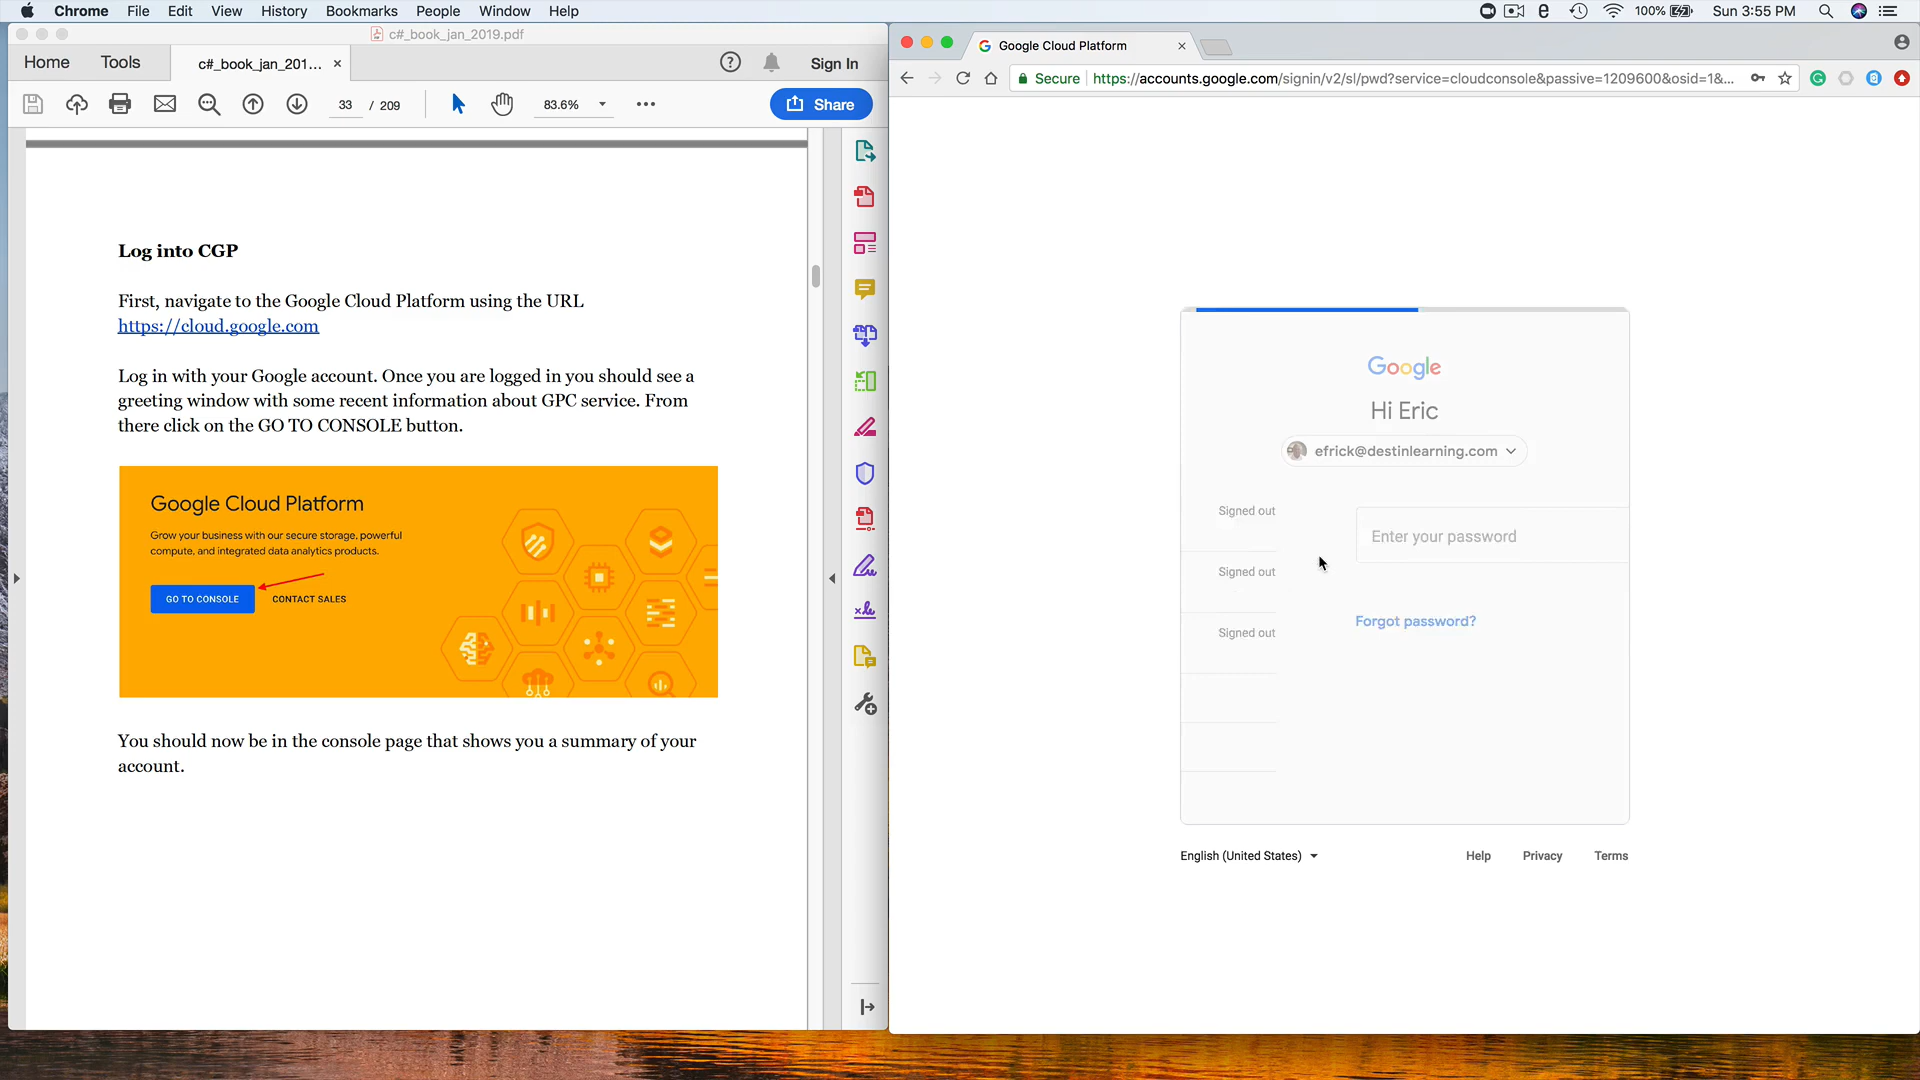 Chrome File Edit View History Bookmarks People Window Help
100% Sun 3:55 PM
c#_book_jan_2019.pdf
Home Tools c#_book_jan_201... × Sign In
33 / 209 83.6% Share
Log into CGP
First, navigate to the Google Cloud Platform using the URL
https://cloud.google.com
Log in with your Google account. Once you are logged in you should see a
greeting window with some recent information about GPC service. From
there click on the GO TO CONSOLE button.
Google Cloud Platform
Grow your business with our secure storage, powerful
compute, and integrated data analytics products.
GO TO CONSOLE CONTACT SALES
You should now be in the console page that shows you a summary of your
account.
Google Cloud Platform ×
Secure https://accounts.google.com/signin/v2/sl/pwd?service=cloudconsole&passive=1209600&osid=1&...
Google
Hi Eric
efrick@destinlearning.com
Signed out
Enter your password
Signed out
Forgot password?
Signed out
English (United States) Help Privacy Terms